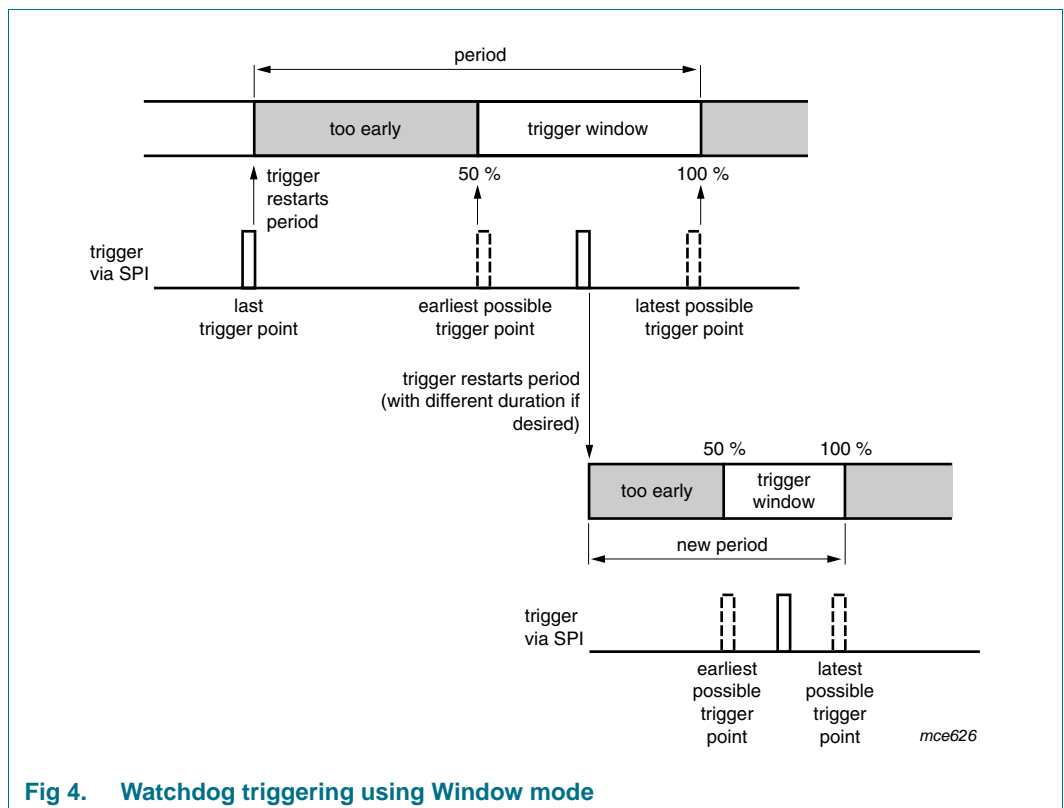 period
too early
trigger window
trigger
restarts
period
50 %
100 %
trigger
via SPI
last
trigger point
earliest possible
trigger point
latest possible
trigger point
trigger restarts period
(with different duration if
desired)
50 %
100 %
too early
trigger
window
new period
trigger
via SPI
earliest
possible
trigger
point
latest
possible
trigger
point
mce626
Fig 4. Watchdog triggering using Window mode